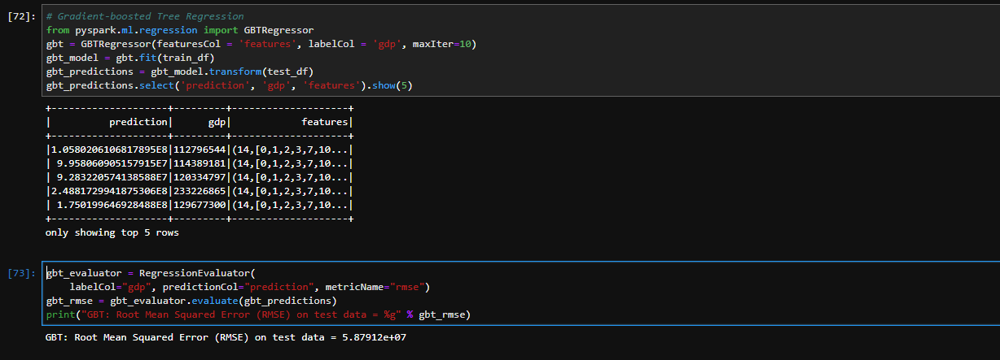 [72]: # Gradient-boosted Tree Regression
from pyspark.ml.regression import GBTRegressor
gbt = GBTRegressor(featuresCol = 'features', labelCol = 'gdp', maxIter=10)
gbt_model = gbt.fit(train_df)
gbt_predictions = gbt_model.transform(test_df)
gbt_predictions.select('prediction', 'gdp', 'features').show(5)
+--------------------+---------+--------------------+
|          prediction|      gdp|            features|
+--------------------+---------+--------------------+
|1.0580206106817895E8|112796544|(14,[0,1,2,3,7,10...|
| 9.958060905157915E7|114389181|(14,[0,1,2,3,7,10...|
| 9.283220574138588E7|120334797|(14,[0,1,2,3,7,10...|
|2.4881729941875306E8|233226865|(14,[0,1,2,3,7,10...|
| 1.750199646928488E8|129677300|(14,[0,1,2,3,7,10...|
+--------------------+---------+--------------------+
only showing top 5 rows
[73]: gbt_evaluator = RegressionEvaluator(
    labelCol="gdp", predictionCol="prediction", metricName="rmse")
gbt_rmse = gbt_evaluator.evaluate(gbt_predictions)
print("GBT: Root Mean Squared Error (RMSE) on test data = %g" % gbt_rmse)
GBT: Root Mean Squared Error (RMSE) on test data = 5.87912e+07